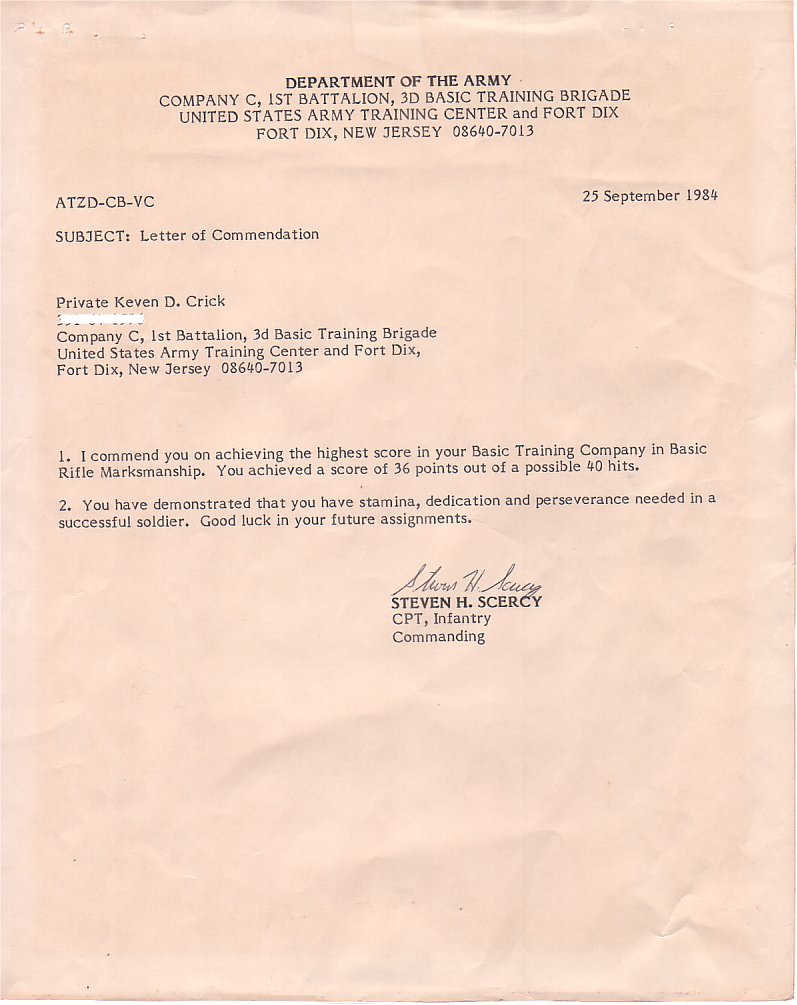 DEPARTMENT OF THE ARMY
COMPANY C, 1ST BATTALION, 3D BASIC TRAINING BRIGADE
UNITED STATES ARMY TRAINING CENTER and FORT DIX
FORT DIX, NEW JERSEY 08640-7013
ATZD-CB-VC
25 September 1984
SUBJECT: Letter of Commendation
Private Keven D. Crick
Company C, 1st Battalion, 3d Basic Training Brigade
United States Army Training Center and Fort Dix,
Fort Dix, New Jersey 08640-7013
1. I commend you on achieving the highest score in your Basic Training Company in Basic
Rifle Marksmanship. You achieved a score of 36 points out of a possible 40 hits.
2. You have demonstrated that you have stamina, dedication and perseverance needed in a
successful soldier. Good luck in your future assignments.
Steven H. Scercy
STEVEN H. SCERCY
CPT, Infantry
Commanding